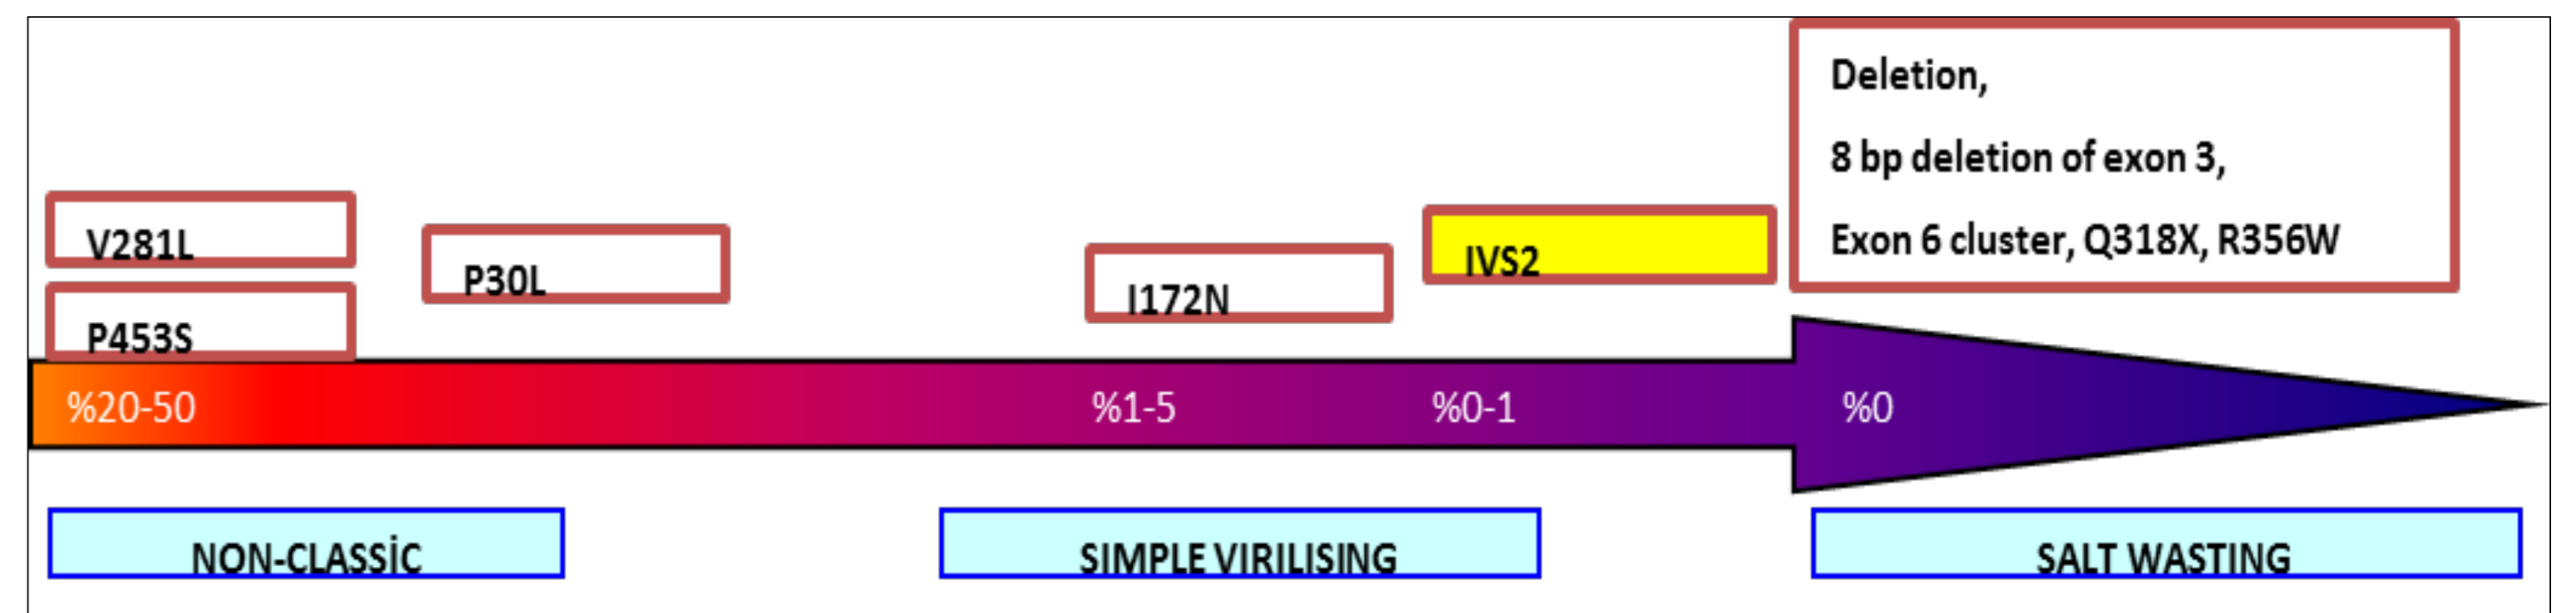 Deletion,
8 bp deletion of exon 3,
Exon 6 cluster, Q318X, R356W
V281L
P453S
P30L
I172N
IVS2
%20-50
%1-5
%0-1
%0
NON-CLASSİC
SIMPLE VIRILISING
SALT WASTING